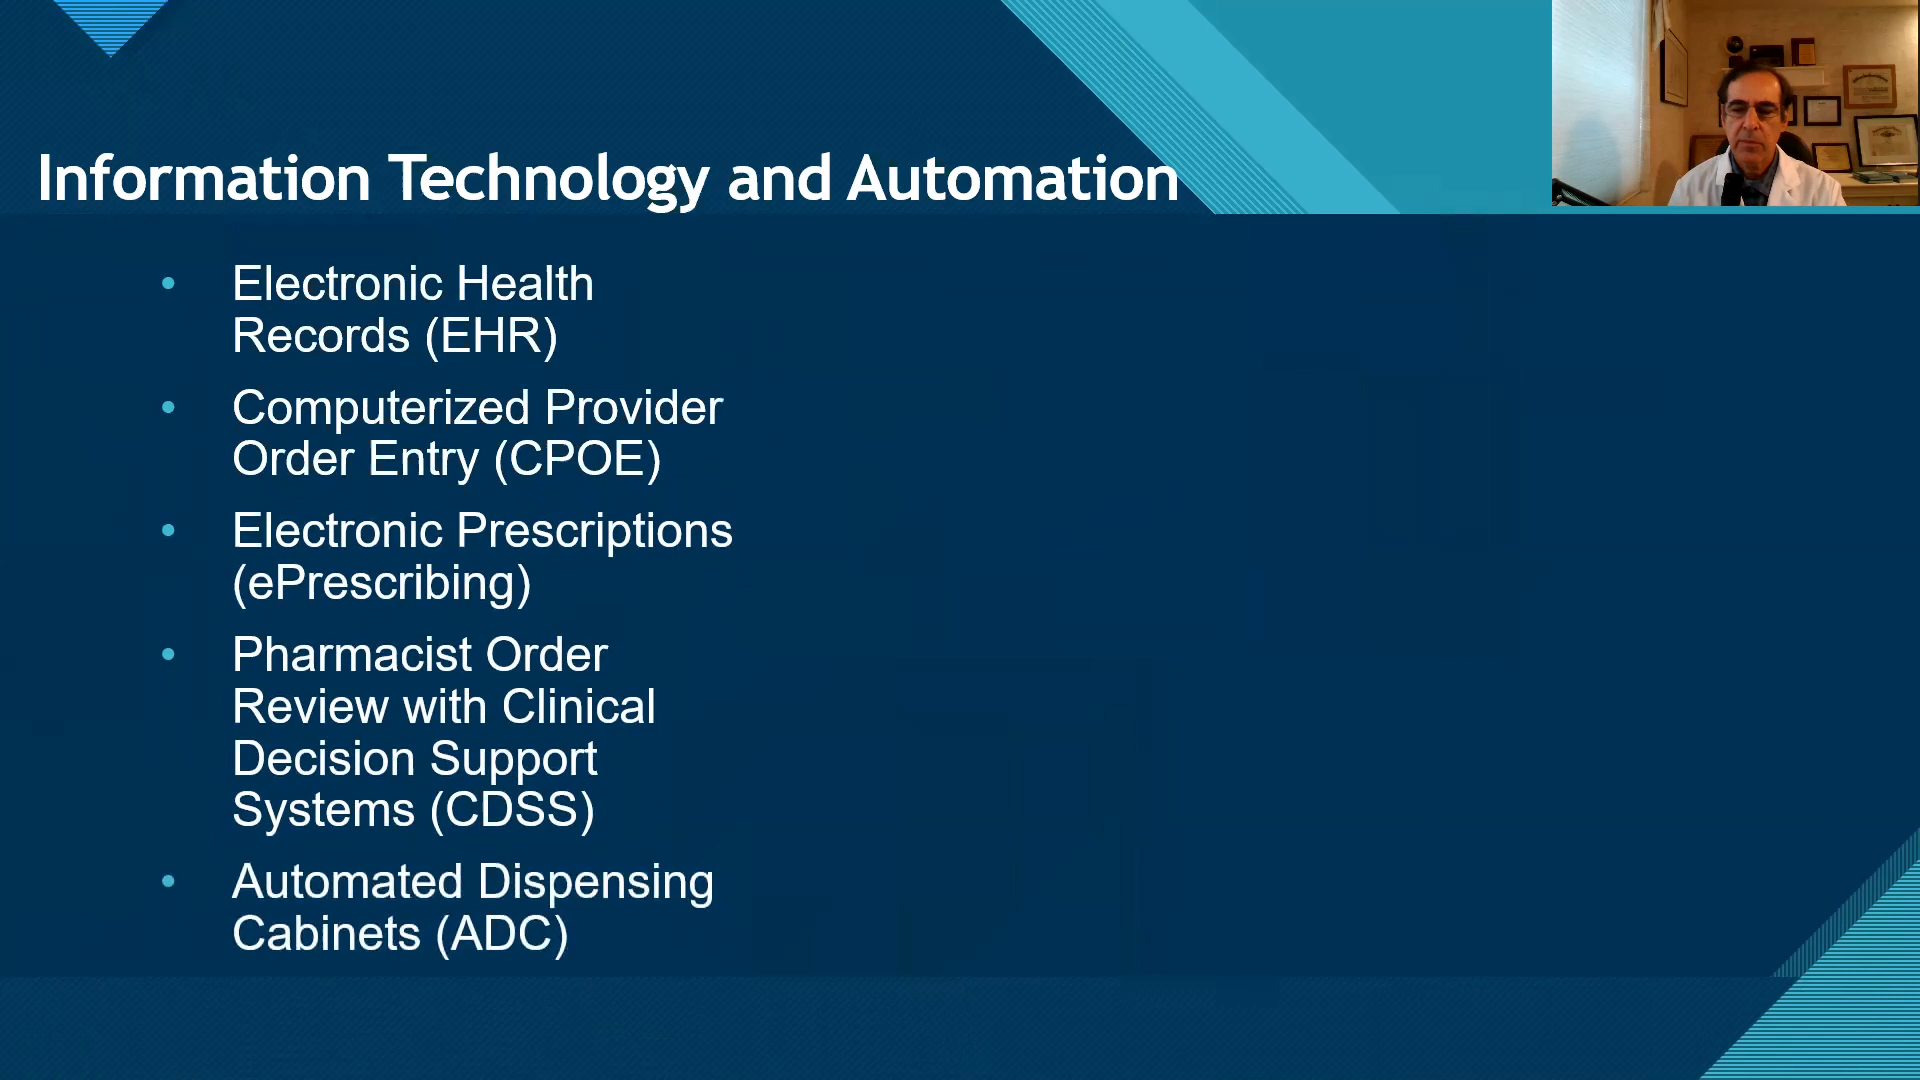 Information Technology and Automation
• Electronic Health
Records (EHR)
• Computerized Provider
Order Entry (CPOE)
• Electronic Prescriptions
(ePrescribing)
• Pharmacist Order
Review with Clinical
Decision Support
Systems (CDSS)
• Automated Dispensing
Cabinets (ADC)